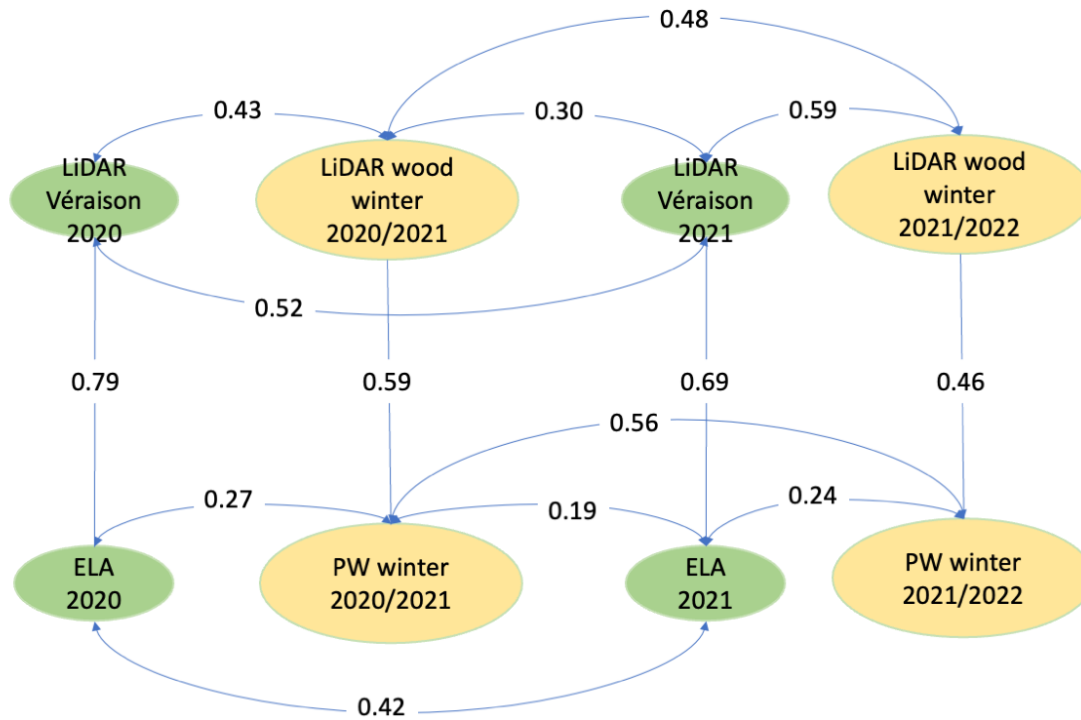 0.48
0.43
0.30
0.59
LiDAR
Véraison
2020
LiDAR wood
winter
2020/2021
LiDAR
Véraison
2021
LiDAR wood
winter
2021/2022
0.52
0.79
0.59
0.69
0.46
0.56
0.27
0.19
0.24
ELA
2020
PW winter
2020/2021
ELA
2021
PW winter
2021/2022
0.42